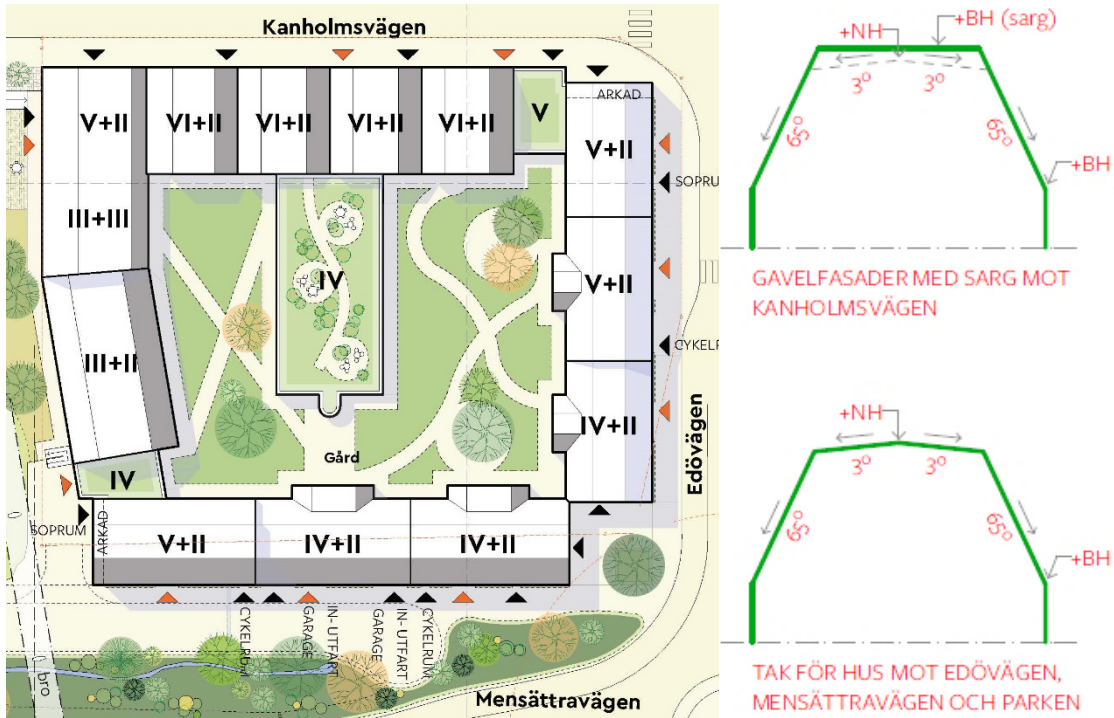 Kanholmsvägen
V+II
VI+II
VI+II
VI+II
VI+II
V
ARKAD
V+II
SOPRU
III+III
IV
V+II
CYKELR
III+II
IV+II
Edövägen
Gård
IV
SOPRUM
ARKAD
V+II
IV+II
IV+II
CYKELRU
GARAGE
IN- UTFART
GARAGE
IN- UTFART
CYKELRUM
bro
Mensättravägen
+NH
+BH (sarg)
3°
3°
65°
65°
+BH
GAVELFASADER MED SARG MOT
KANHOLMSVÄGEN
+NH
3°
3°
65°
65°
+BH
TAK FÖR HUS MOT EDÖVÄGEN,
MENSÄTTRAVÄGEN OCH PARKEN